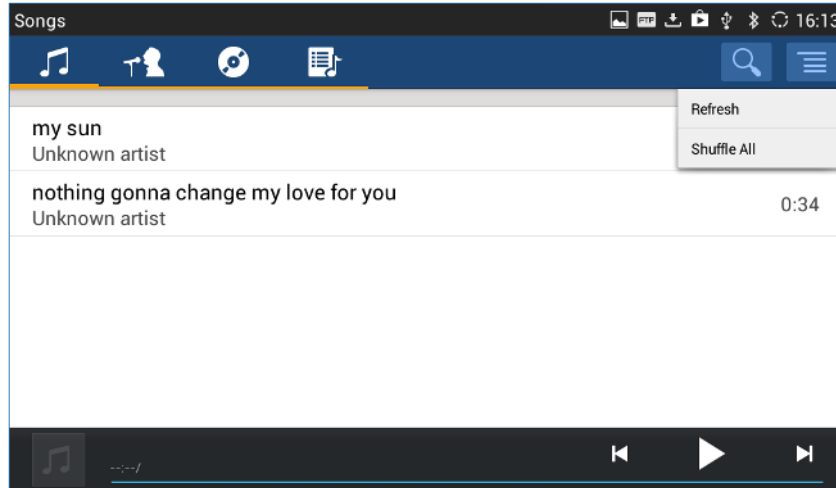 Songs
FTP
16:13
Refresh
Shuffle All
my sun
Unknown artist
nothing gonna change my love for you
0:34
Unknown artist
--:--/